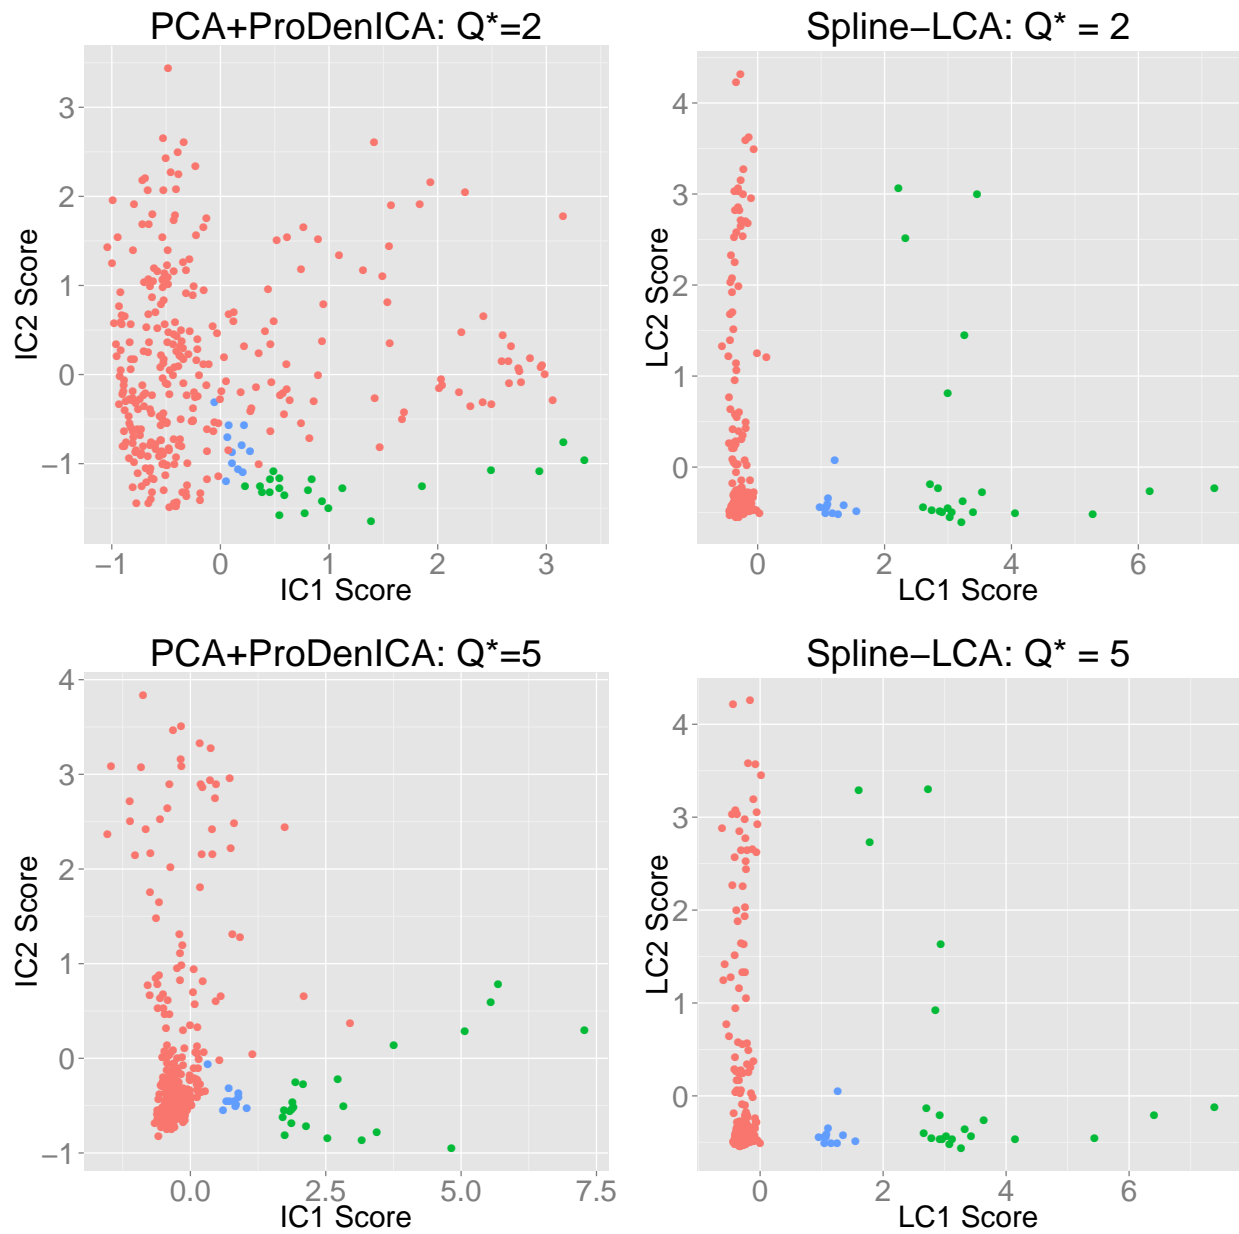 PCA+ProDenICA: Q*=2
IC2 Score
3
2
1
0
−1
−1 0 1 2 3
IC1 Score
Spline−LCA: Q* = 2
LC2 Score
4
3
2
1
0
0 2 4 6
LC1 Score
PCA+ProDenICA: Q*=5
IC2 Score
4
3
2
1
0
−1
0.0 2.5 5.0 7.5
IC1 Score
Spline−LCA: Q* = 5
LC2 Score
4
3
2
1
0
0 2 4 6
LC1 Score